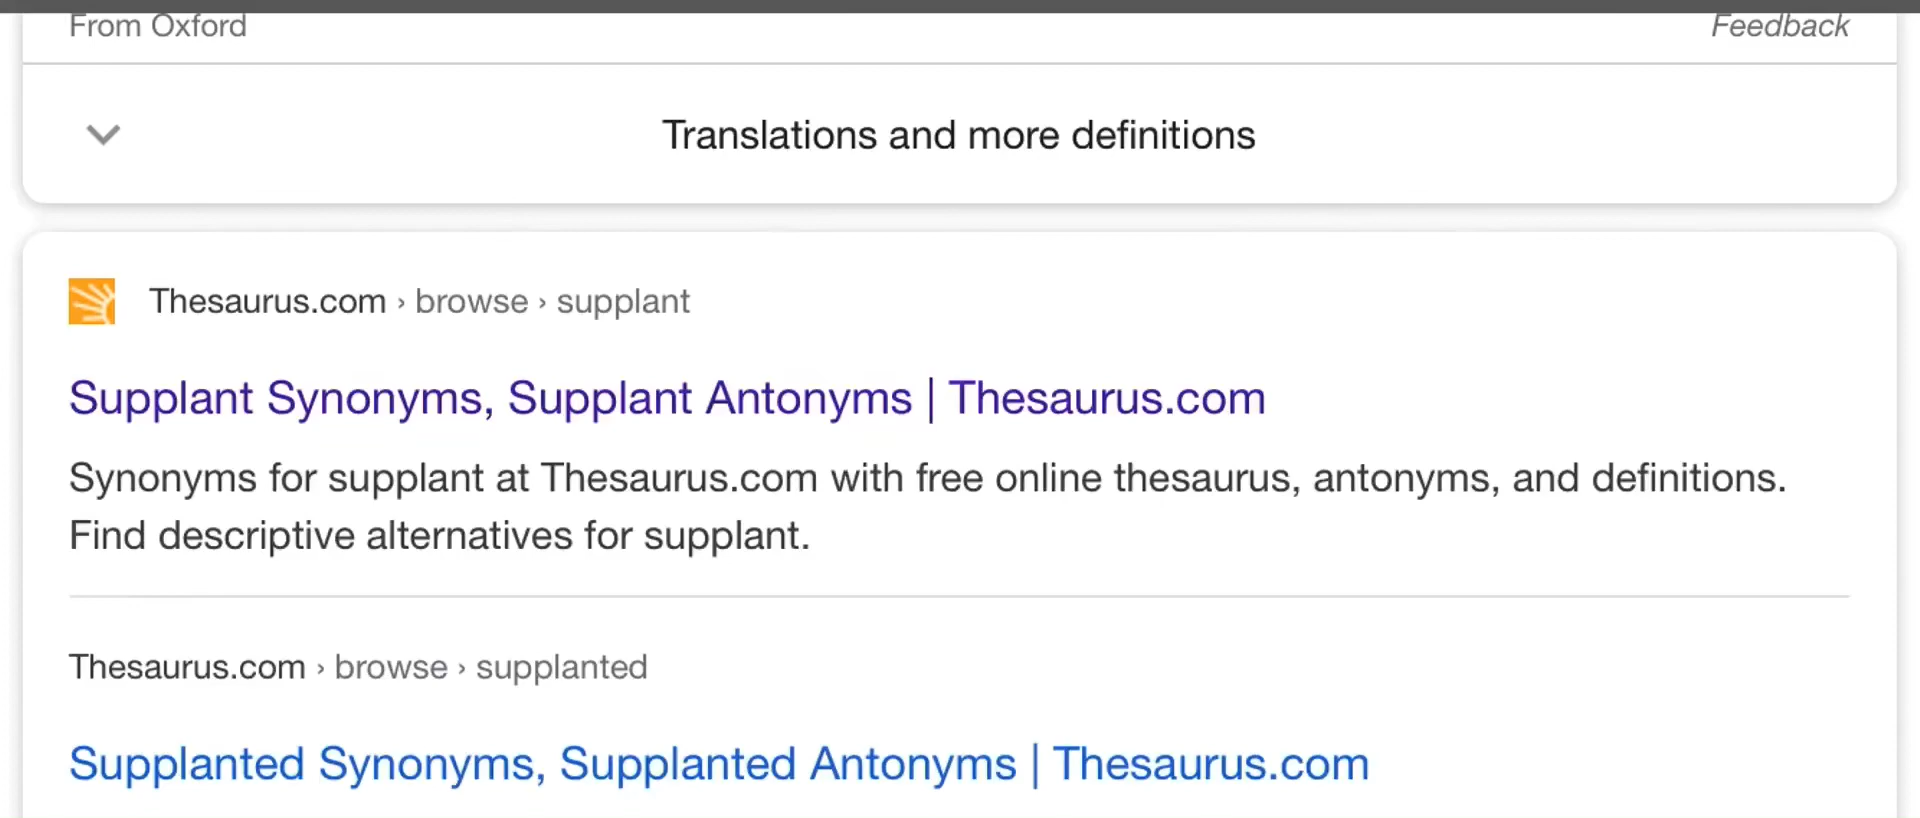 From Oxford
Feedback
Translations and more definitions
Thesaurus.com › browse › supplant
Supplant Synonyms, Supplant Antonyms | Thesaurus.com
Synonyms for supplant at Thesaurus.com with free online thesaurus, antonyms, and definitions.
Find descriptive alternatives for supplant.
Thesaurus.com › browse › supplanted
Supplanted Synonyms, Supplanted Antonyms | Thesaurus.com